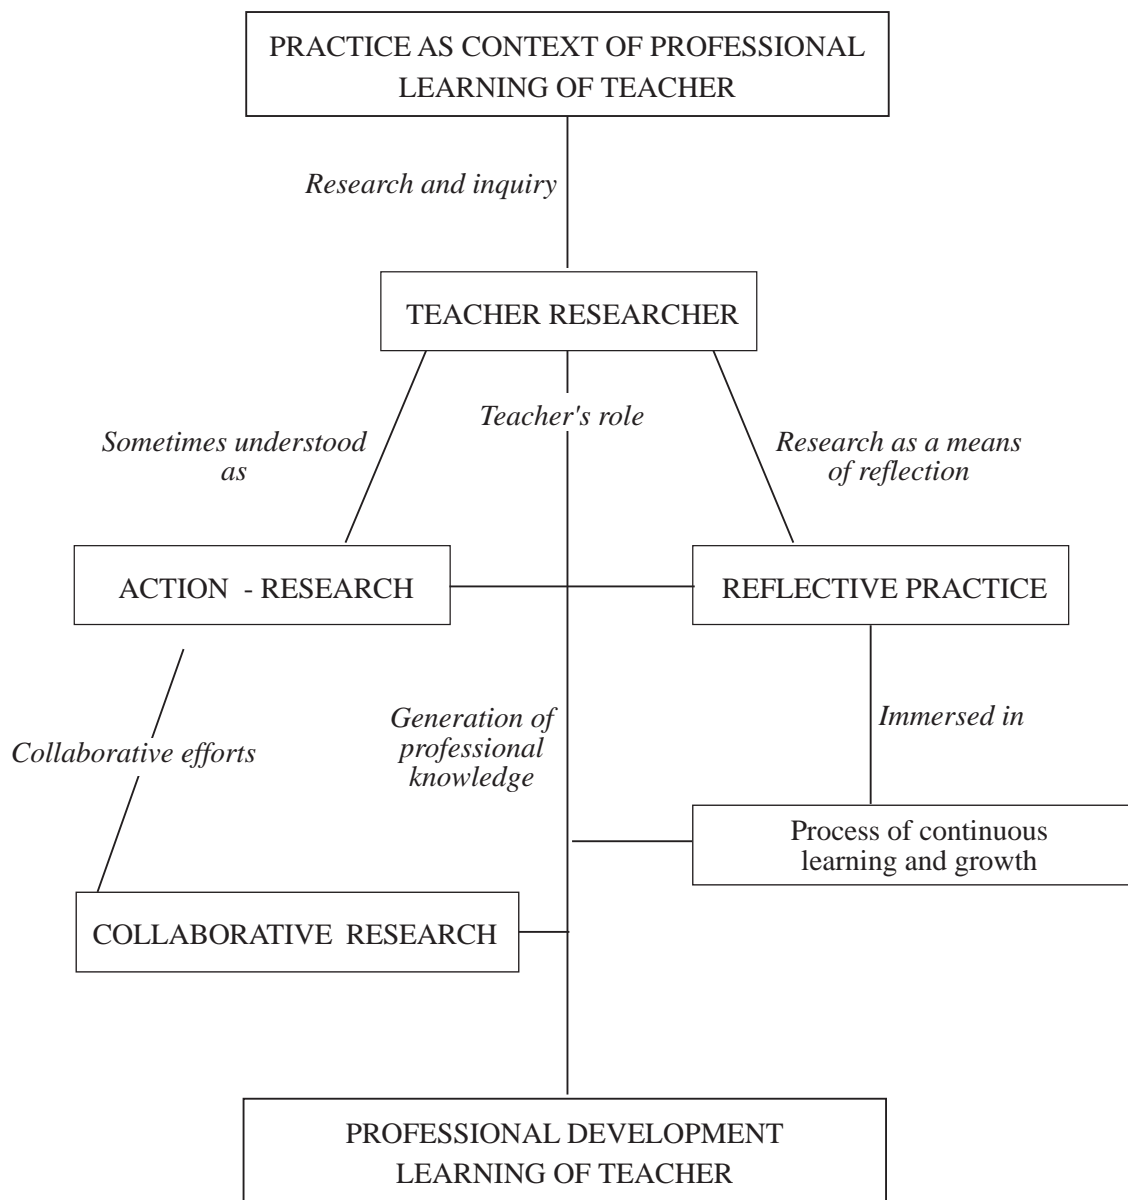 PRACTICE AS CONTEXT OF PROFESSIONAL
LEARNING OF TEACHER
Research and inquiry
TEACHER RESEARCHER
Teacher's role
Sometimes understood
as
Research as a means
of reflection
ACTION - RESEARCH
REFLECTIVE PRACTICE
Generation of
professional
knowledge
Immersed in
Collaborative efforts
Process of continuous
learning and growth
COLLABORATIVE RESEARCH
PROFESSIONAL DEVELOPMENT
LEARNING OF TEACHER